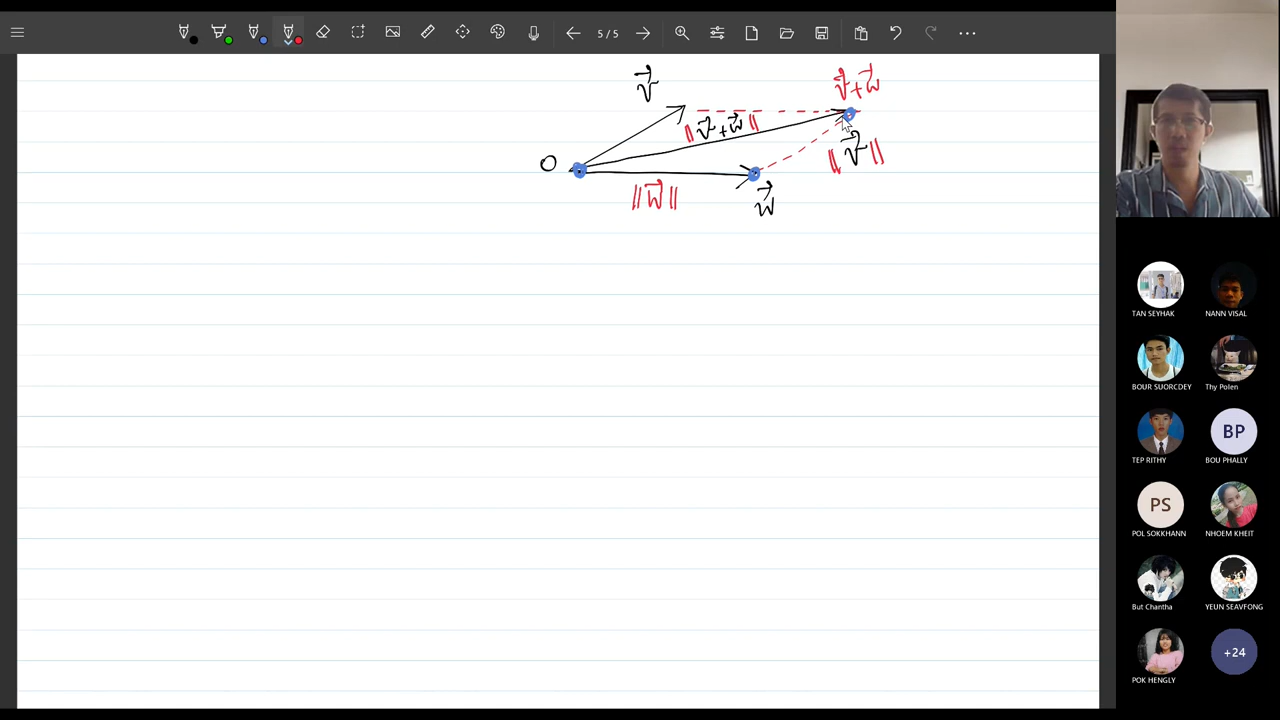 5/5
v⃗
v⃗+w⃗
||v⃗+w⃗||
O
||v⃗||
||w⃗||
w⃗
TAN SEYHAK
NANN VISAL
BOUR SUORCDEY
Thy Polen
BP
TEP RITHY
BOU PHALLY
PS
POL SOKKHANN
NHOEM KHEIT
But Chantha
YEUN SEAVFONG
+24
POK HENGLY